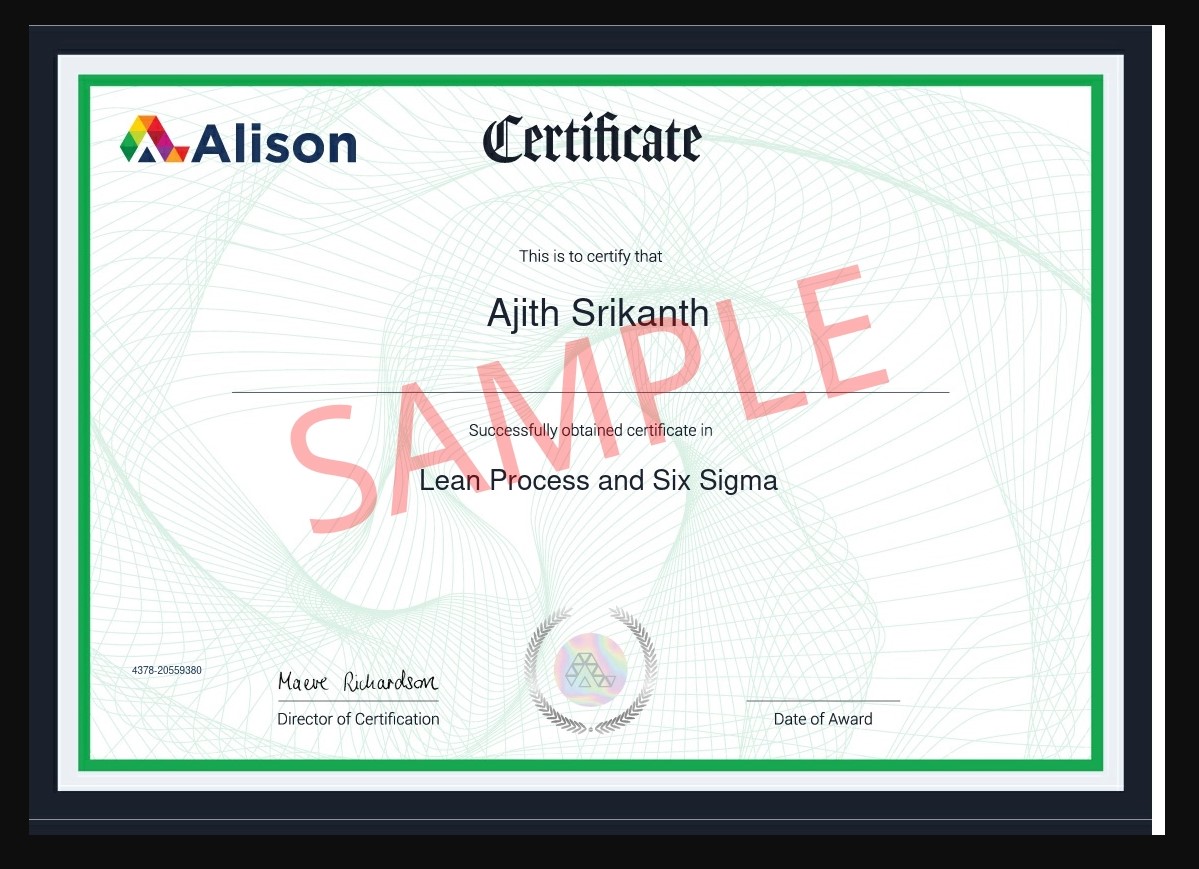 Alison
Certificate
This is to certify that
Ajith Srikanth
SAMPLE
Successfully obtained certificate in
Lean Process and Six Sigma
4378-20559380
Maeve Richardson
Director of Certification
Date of Award